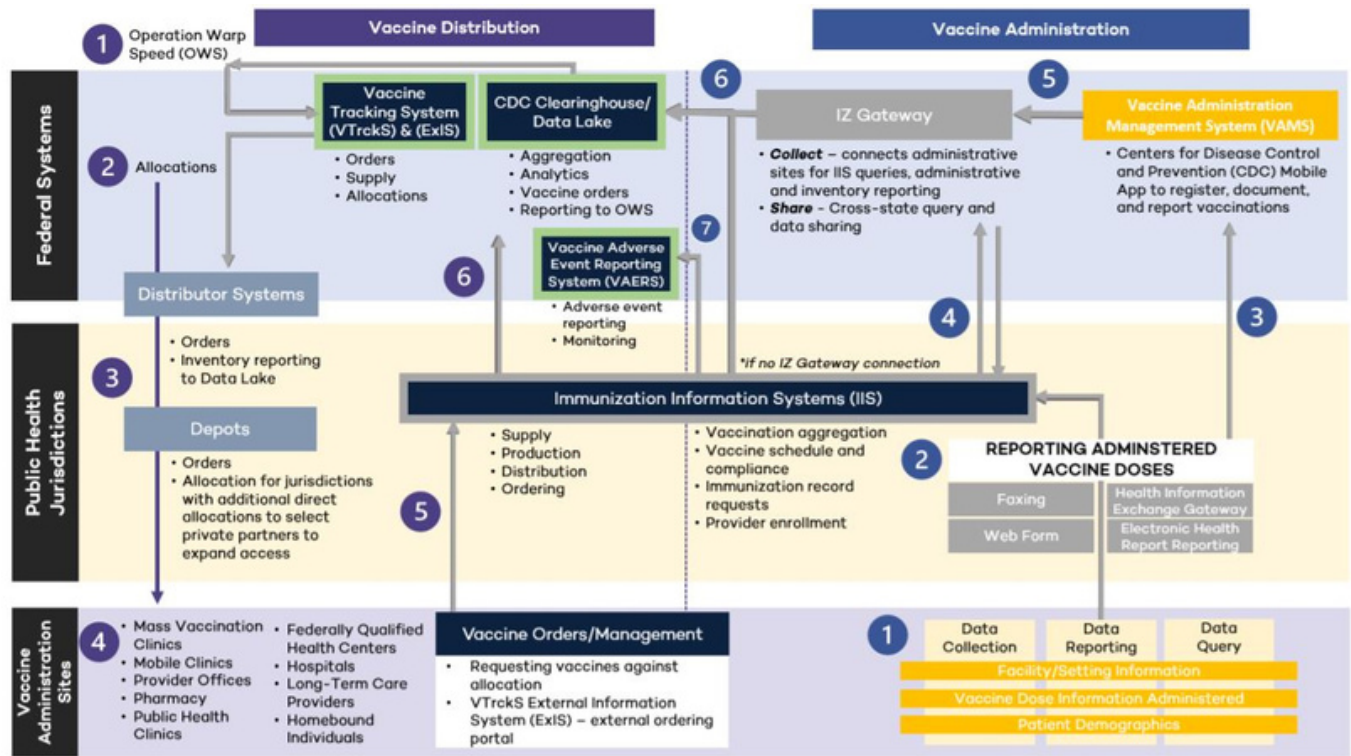 Vaccine Distribution
Vaccine Administration
1
Operation Warp
Speed (OWS)
Federal Systems
Vaccine
Tracking System
(VTrckS) & (ExIS)
• Orders
• Supply
• Allocations
CDC Clearinghouse/
Data Lake
• Aggregation
• Analytics
• Vaccine orders
• Reporting to OWS
6
IZ Gateway
• Collect – connects administrative
sites for IIS queries, administrative
and inventory reporting
• Share - Cross-state query and
data sharing
5
Vaccine Administration
Management System (VAMS)
• Centers for Disease Control
and Prevention (CDC) Mobile
App to register, document,
and report vaccinations
2
Allocations
7
6
Vaccine Adverse
Event Reporting
System (VAERS)
• Adverse event
reporting
• Monitoring
4
3
Distributor Systems
• Orders
• Inventory reporting
to Data Lake
Public Health
Jurisdictions
3
Depots
• Orders
• Allocation for jurisdictions
with additional direct
allocations to select
private partners to
expand access
*if no IZ Gateway connection
Immunization Information Systems (IIS)
• Supply
• Production
• Distribution
• Ordering
• Vaccination aggregation
• Vaccine schedule and
compliance
• Immunization record
requests
• Provider enrollment
5
2
REPORTING ADMINSTERED
VACCINE DOSES
Faxing
Health Information
Exchange Gateway
Web Form
Electronic Health
Report Reporting
Vaccine
Administration
Sites
4
• Mass Vaccination
Clinics
• Mobile Clinics
• Provider Offices
• Pharmacy
• Public Health
Clinics
• Federally Qualified
Health Centers
• Hospitals
• Long-Term Care
Providers
• Homebound
Individuals
Vaccine Orders/Management
• Requesting vaccines against
allocation
• VTrckS External Information
System (ExIS) – external ordering
portal
1
Data
Collection
Data
Reporting
Data
Query
Facility/Setting Information
Vaccine Dose Information Administered
Patient Demographics